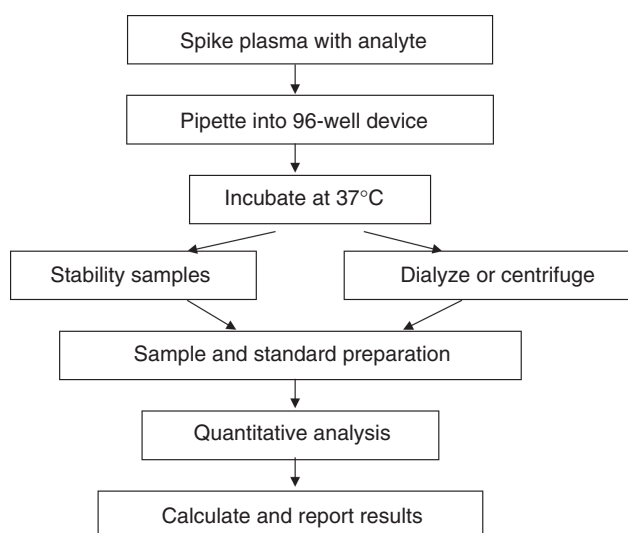 Spike plasma with analyte
Pipette into 96-well device
Incubate at 37°C
Stability samples
Dialyze or centrifuge
Sample and standard preparation
Quantitative analysis
Calculate and report results